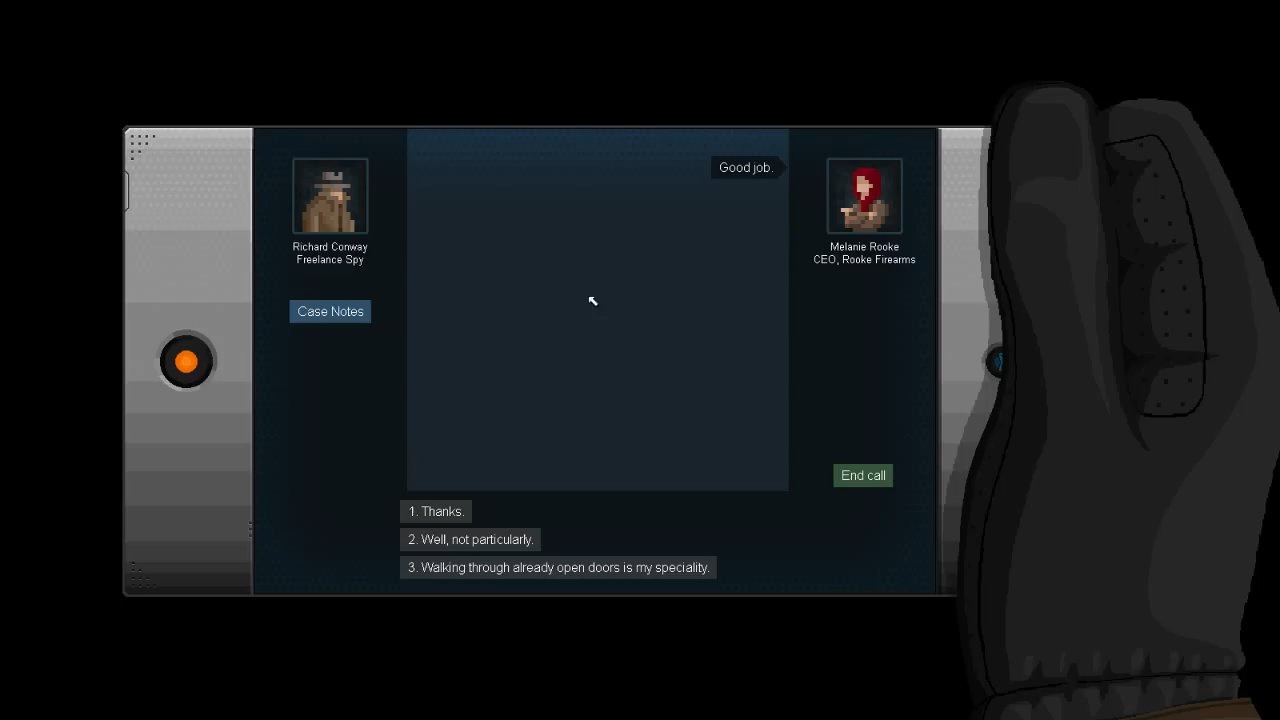 Good job.
Richard Conway
Freelance Spy
Melanie Rooke
CEO, Rooke Firearms
Case Notes
End call
1. Thanks.
2. Well, not particularly.
3. Walking through already open doors is my speciality.